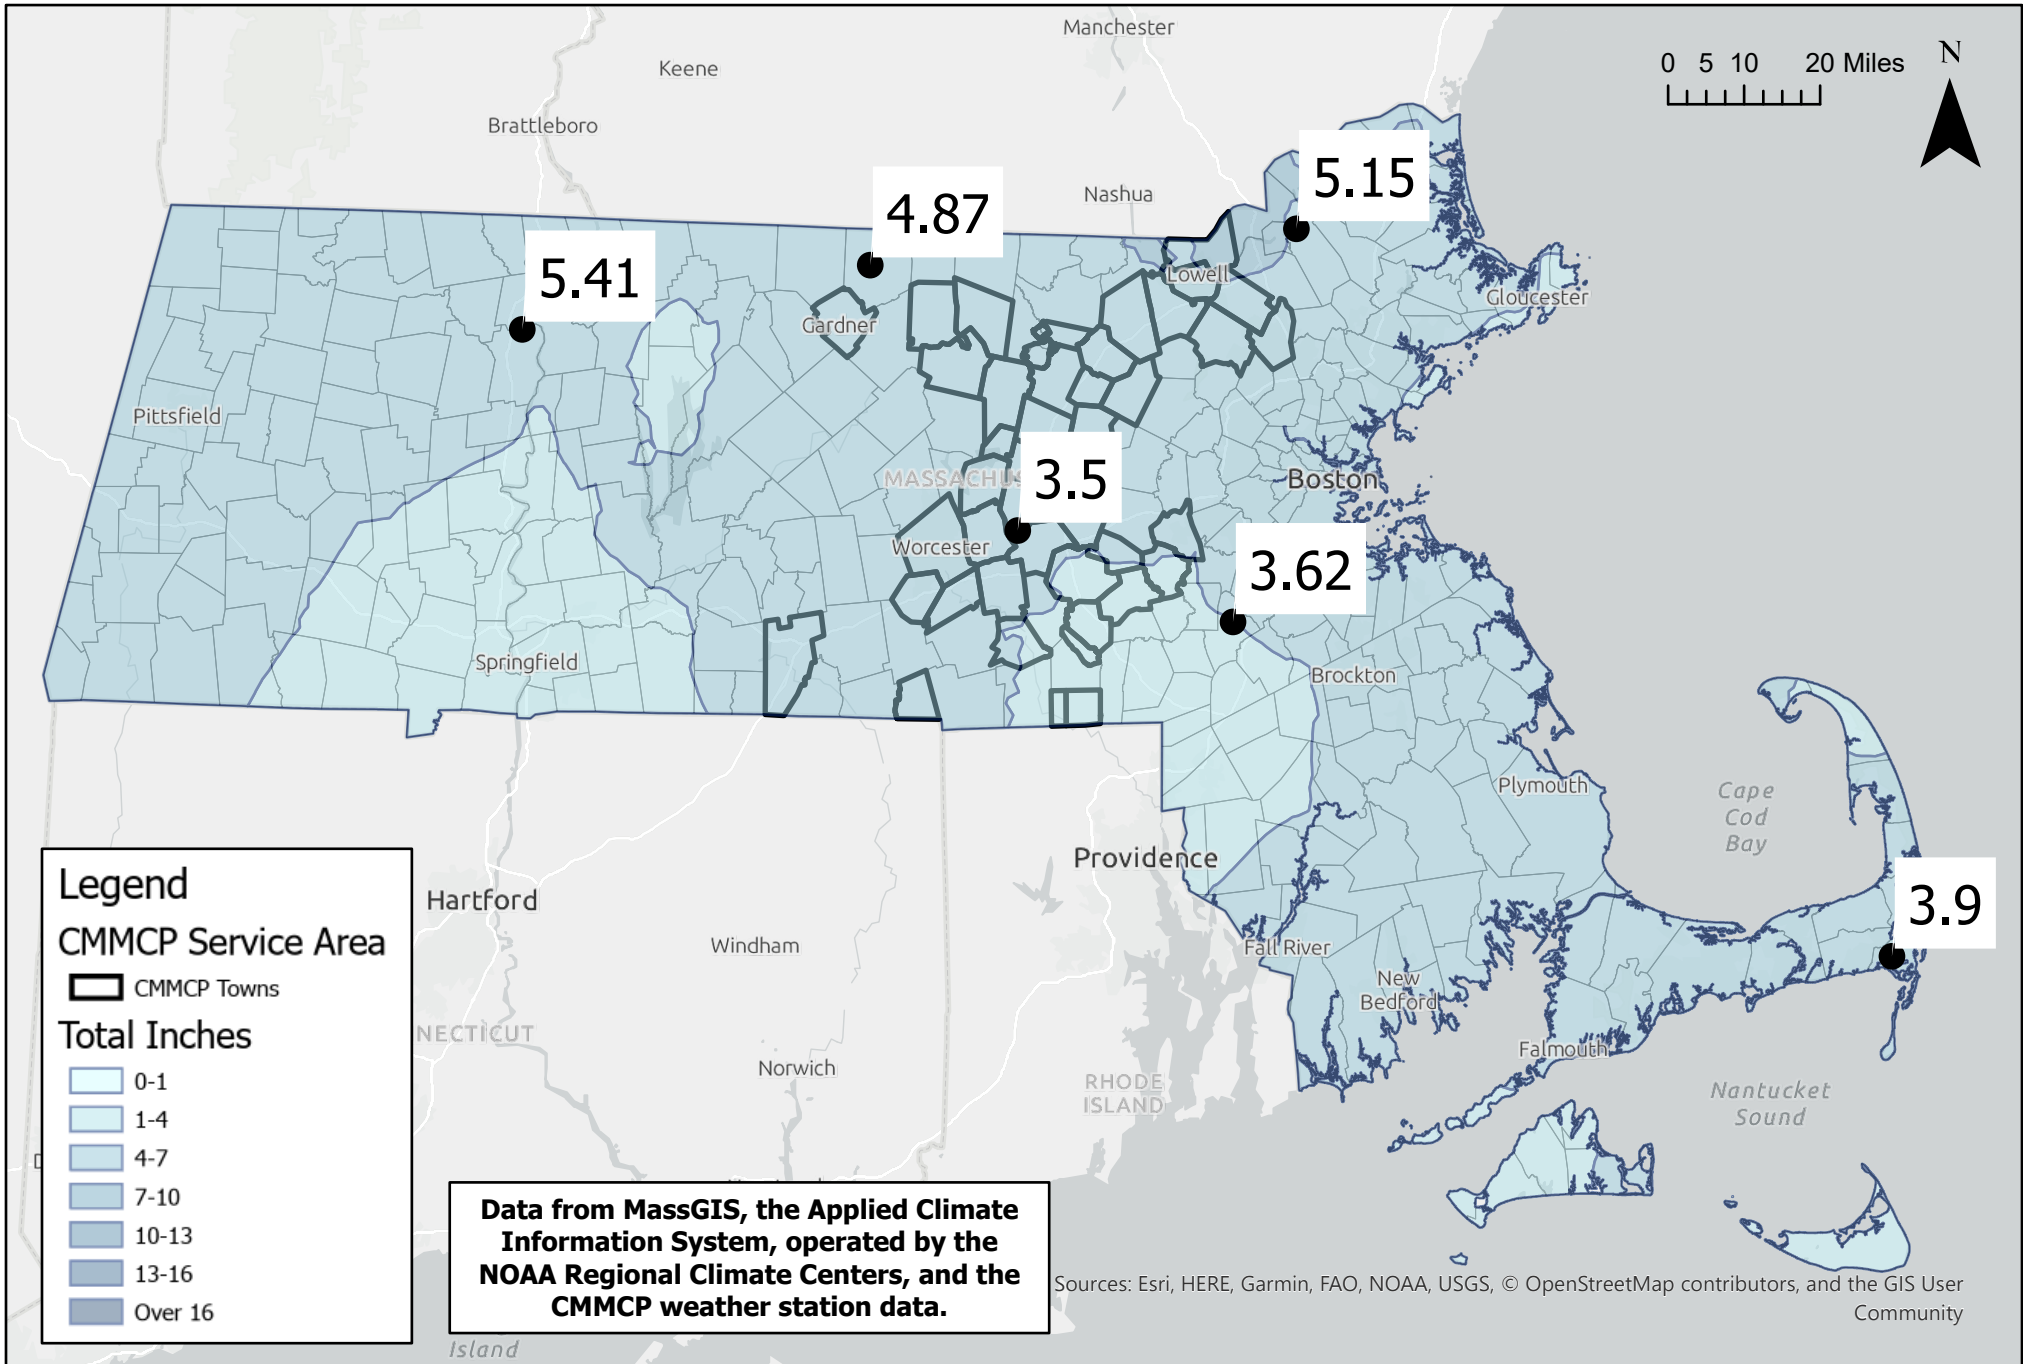 Manchester
Keene
Brattleboro
Nashua
0 5 10 20 Miles
N
5.15
4.87
5.41
Lowell
Gloucester
Gardner
Pittsfield
MASSACHUS
3.5
Boston
Worcester
3.62
Springfield
Brockton
Plymouth
Cape
Cod
Bay
Providence
Hartford
3.9
Windham
Fall River
New
Bedford
NECTICUT
Falmouth
Norwich
RHODE
ISLAND
Nantucket
Sound
Legend
CMMCP Service Area
CMMCP Towns
Total Inches
0-1
1-4
4-7
7-10
10-13
13-16
Over 16
Data from MassGIS, the Applied Climate
Information System, operated by the
NOAA Regional Climate Centers, and the
CMMCP weather station data.
Sources: Esri, HERE, Garmin, FAO, NOAA, USGS, © OpenStreetMap contributors, and the GIS User
Community
Island